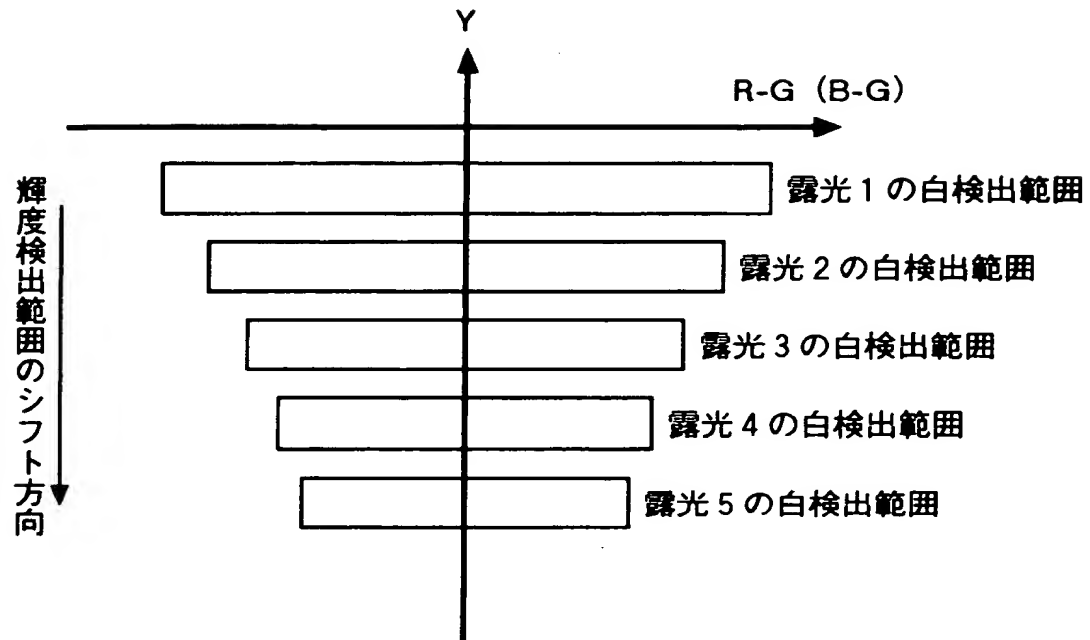 Y
R-G (B-G)
露光1の白検出範囲
露光2の白検出範囲
露光3の白検出範囲
露光4の白検出範囲
露光5の白検出範囲
輝度検出範囲のシフト方向